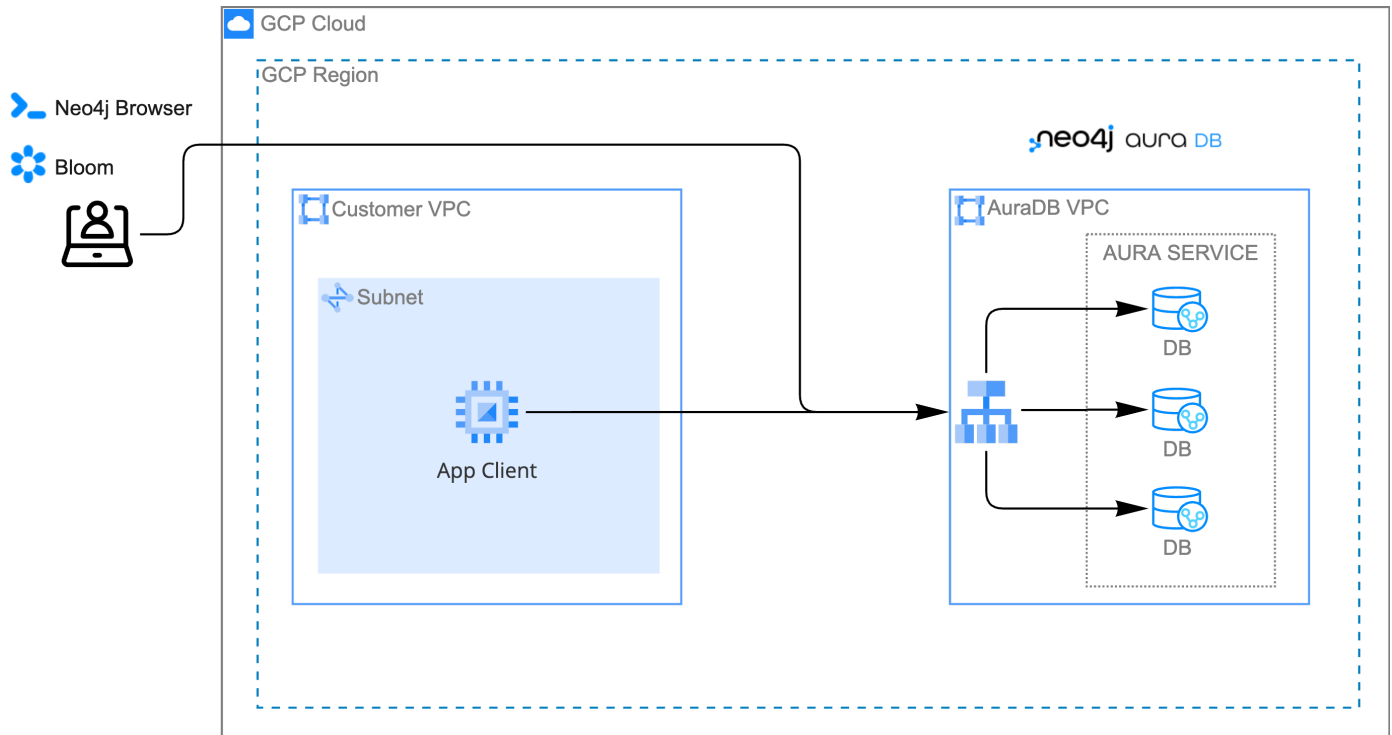 GCP Cloud
GCP Region
Neo4j Browser
Bloom
neo4j aura DB
Customer VPC
AuraDB VPC
AURA SERVICE
Subnet
DB
App Client
DB
DB